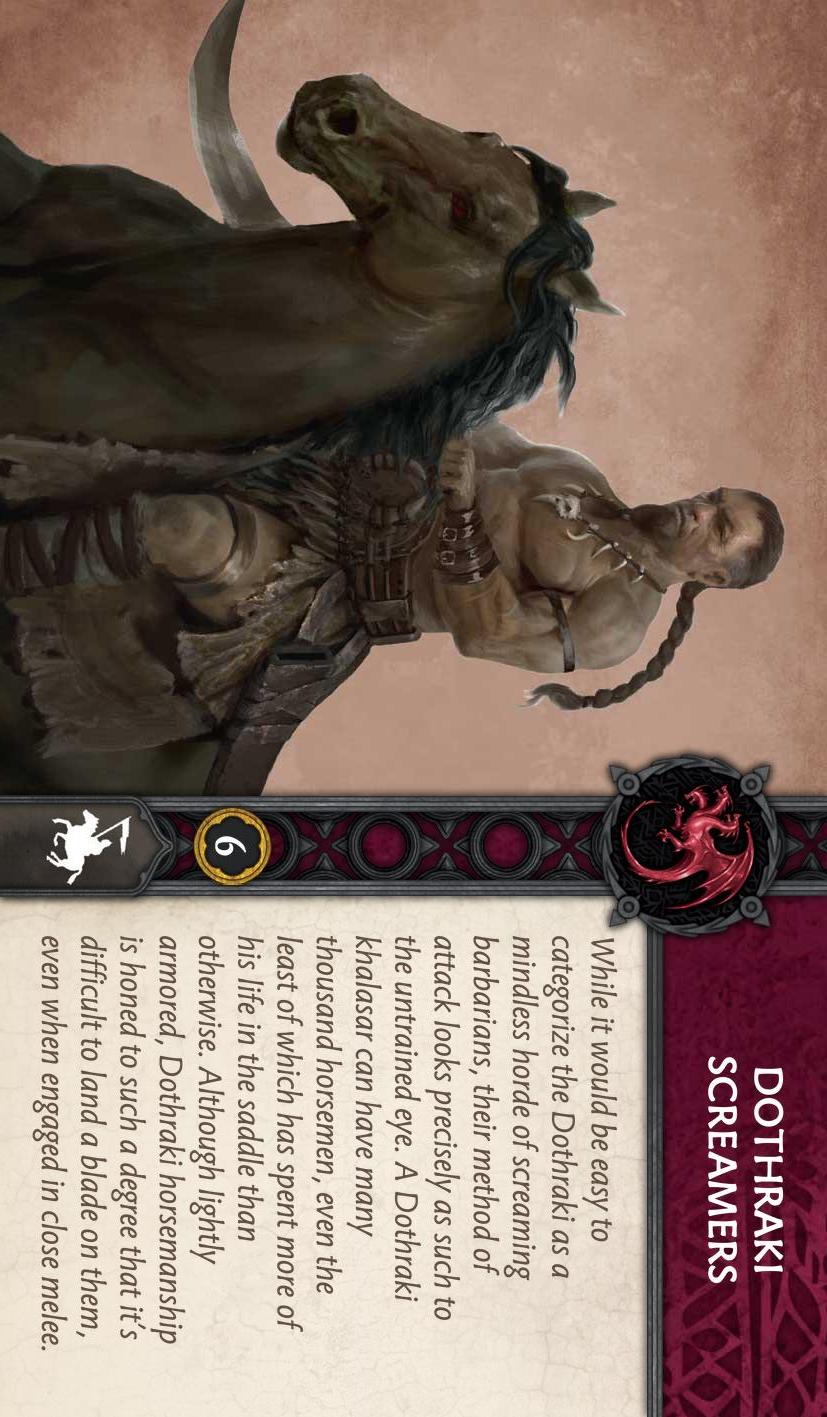 DOTHRAKI
SCREAMERS
6
While it would be easy to
categorize the Dothraki as a
mindless horde of screaming
barbarians, their method of
attack looks precisely as such to
the untrained eye. A Dothraki
khalasar can have many
thousand horsemen, even the
least of which has spent more of
his life in the saddle than
otherwise. Although lightly
armored, Dothraki horsemanship
is honed to such a degree that it's
difficult to land a blade on them,
even when engaged in close melee.